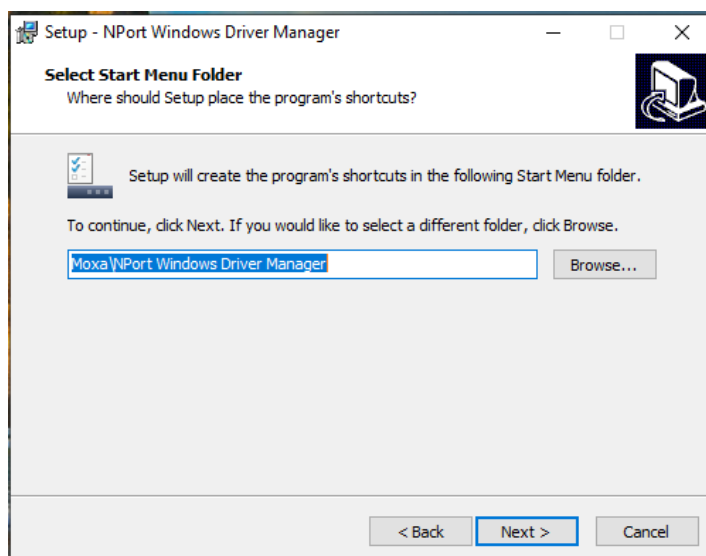 Setup - NPort Windows Driver Manager
Select Start Menu Folder
Where should Setup place the program's shortcuts?
Setup will create the program's shortcuts in the following Start Menu folder.
To continue, click Next. If you would like to select a different folder, click Browse.
Moxa\NPort Windows Driver Manager
Browse...
< Back
Next >
Cancel